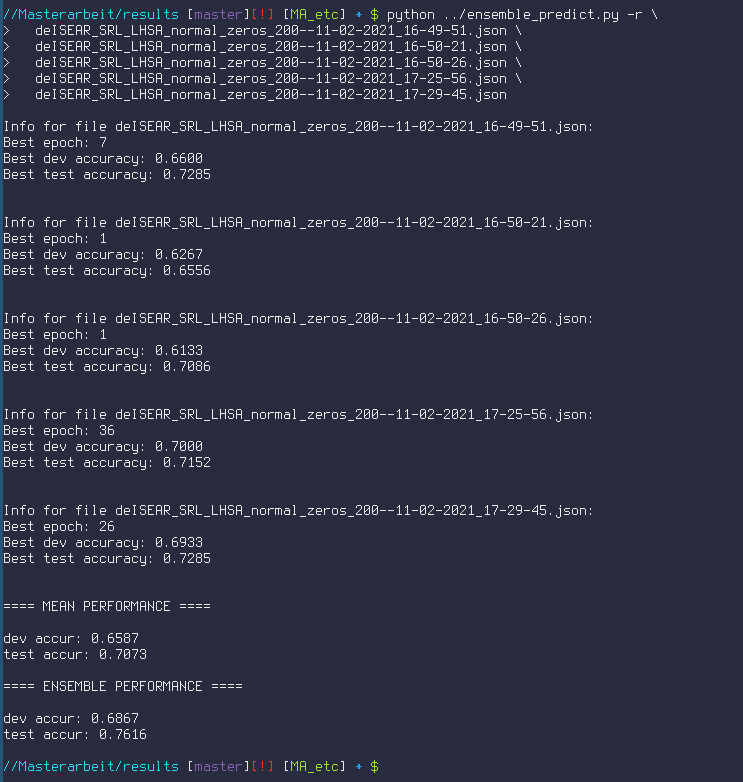 //Masterarbeit/results [master][!] [MA_etc] + $ python ../ensemble_predict.py -r \
>   deISEAR_SRL_LHSA_normal_zeros_200--11-02-2021_16-49-51.json \
>   deISEAR_SRL_LHSA_normal_zeros_200--11-02-2021_16-50-21.json \
>   deISEAR_SRL_LHSA_normal_zeros_200--11-02-2021_16-50-26.json \
>   deISEAR_SRL_LHSA_normal_zeros_200--11-02-2021_17-25-56.json \
>   deISEAR_SRL_LHSA_normal_zeros_200--11-02-2021_17-29-45.json
Info for file deISEAR_SRL_LHSA_normal_zeros_200--11-02-2021_16-49-51.json:
Best epoch: 7
Best dev accuracy: 0.6600
Best test accuracy: 0.7285
Info for file deISEAR_SRL_LHSA_normal_zeros_200--11-02-2021_16-50-21.json:
Best epoch: 1
Best dev accuracy: 0.6267
Best test accuracy: 0.6556
Info for file deISEAR_SRL_LHSA_normal_zeros_200--11-02-2021_16-50-26.json:
Best epoch: 1
Best dev accuracy: 0.6133
Best test accuracy: 0.7086
Info for file deISEAR_SRL_LHSA_normal_zeros_200--11-02-2021_17-25-56.json:
Best epoch: 36
Best dev accuracy: 0.7000
Best test accuracy: 0.7152
Info for file deISEAR_SRL_LHSA_normal_zeros_200--11-02-2021_17-29-45.json:
Best epoch: 26
Best dev accuracy: 0.6933
Best test accuracy: 0.7285
==== MEAN PERFORMANCE ====
dev accur: 0.6587
test accur: 0.7073
==== ENSEMBLE PERFORMANCE ====
dev accur: 0.6867
test accur: 0.7616
//Masterarbeit/results [master][!] [MA_etc] + $